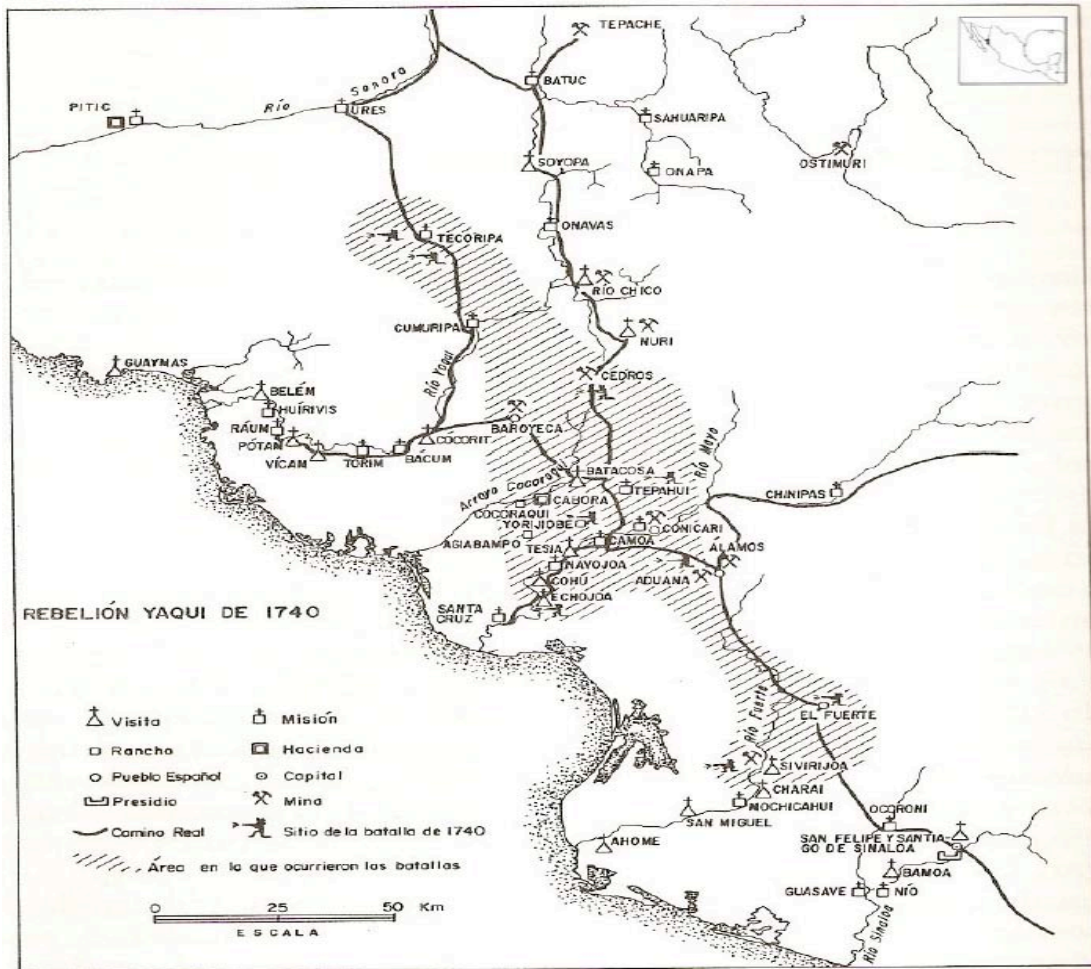 TEPACHE
BATUC
Río Sonora
PITIC
URES
SAHUARIPA
OSTIMURI
SOYOPA
ONAPA
ONAVAS
TECORIPA
RÍO CHICO
CUMURIPA
NURI
GUAYMAS
Río Yaqui
CEDROS
BELÉM
HUÍRIVIS
BAROYECA
RÁUM
COCORIT
PÓTAM
VÍCAM
TORIM
BÁCUM
Río Mayo
BATACOSA
Arroyo Cocoraqui
TEPAHUI
CHINIPAS
CABORA
COCORAQUI
YORIJIOBE
CONICARI
AGIABAMPO
CAMOA
TESIA
ÁLAMOS
NAVOJOA
ADUANA
COHÚ
ECHOJOA
REBELIÓN YAQUI DE 1740
SANTA
CRUZ
EL FUERTE
Río Fuerte
Visita
Misión
Rancho
Hacienda
SIVIRIJOA
Pueblo Español
Capital
CHARAI
Presidio
Mina
MOCHICAHUI
OCORONI
SAN MIGUEL
Camino Real
Sitio de la batalla de 1740
SAN FELIPE Y SANTIA-
GO DE SINALOA
AHOME
Área en la que ocurrieron las batallas
BAMOA
GUASAVE
NÍO
0 25 50 Km
ESCALA
Río Sinaloa